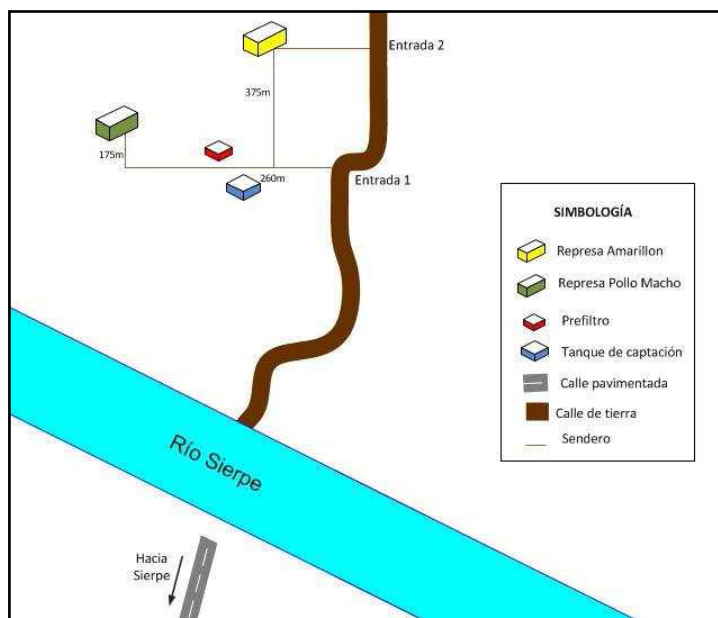 Entrada 2
375m
175m
260m
Entrada 1
SIMBOLOGÍA
Represa Amarillon
Represa Pollo Macho
Prefiltro
Tanque de captación
Calle pavimentada
Calle de tierra
Sendero
Río Sierpe
Hacia
Sierpe